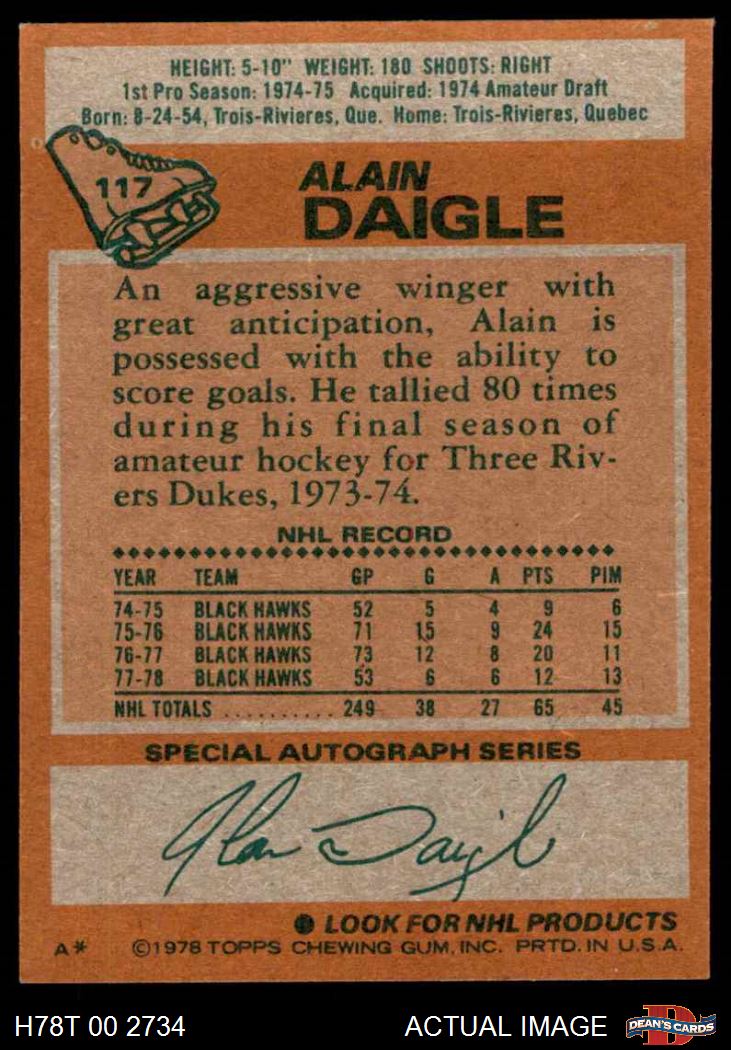 HEIGHT: 5-10" WEIGHT: 180 SHOOTS: RIGHT
1st Pro Season: 1974-75 Acquired: 1974 Amateur Draft
Born: 8-24-54, Trois-Rivieres, Que. Home: Trois-Rivieres, Quebec
117
ALAIN
DAIGLE
An aggressive winger with
great anticipation, Alain is
possessed with the ability to
score goals. He tallied 80 times
during his final season of
amateur hockey for Three Riv-
ers Dukes, 1973-74.
NHL RECORD
YEAR TEAM GP G A PTS PIM
74-75 BLACK HAWKS 52 5 4 9 6
75-76 BLACK HAWKS 71 15 9 24 15
76-77 BLACK HAWKS 73 12 8 20 11
77-78 BLACK HAWKS 53 6 6 12 13
NHL TOTALS .......... 249 38 27 65 45
SPECIAL AUTOGRAPH SERIES
Alan Daigle
● LOOK FOR NHL PRODUCTS
A* ©1978 TOPPS CHEWING GUM, INC. PRTD. IN U.S.A.
H78T 00 2734 ACTUAL IMAGE DEAN'S CARDS